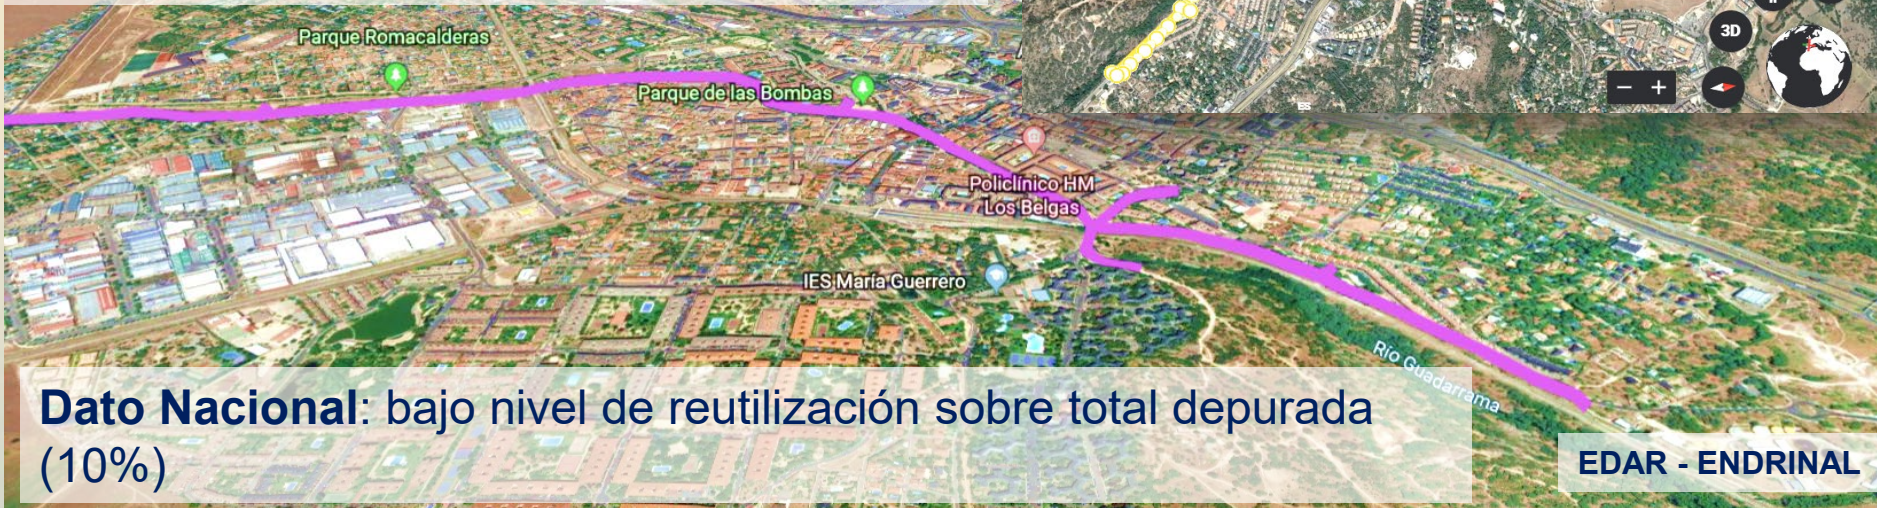 3D
− +
ES
Parque Romacalderas
Parque de las Bombas
Policlínico HM
Los Belgas
IES María Guerrero
Río Guadarrama
Dato Nacional: bajo nivel de reutilización sobre total depurada
(10%)
EDAR - ENDRINAL